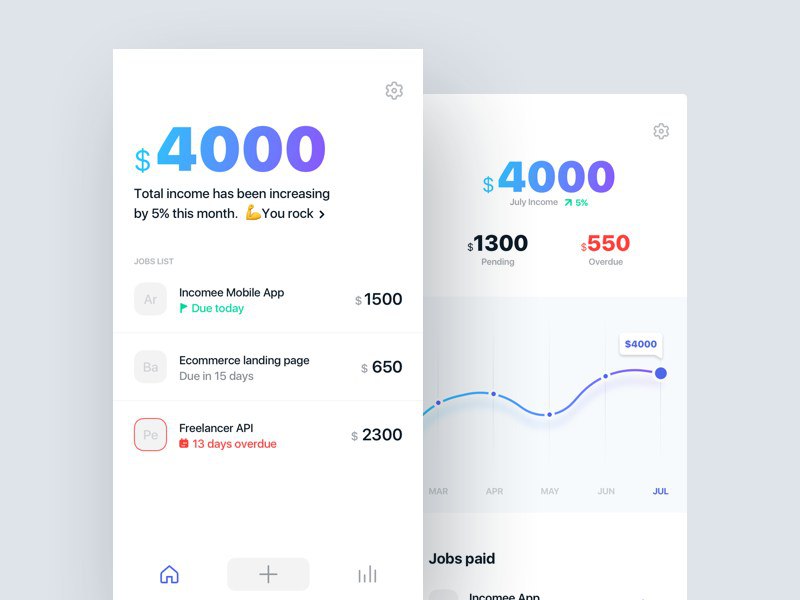 $4000
Total income has been increasing
by 5% this month. 💪You rock ›
JOBS LIST
Ar
Incomee Mobile App
Due today
$ 1500
Ba
Ecommerce landing page
Due in 15 days
$ 650
Pe
Freelancer API
13 days overdue
$ 2300
$4000
July Income 5%
$1300
Pending
$550
Overdue
$4000
MAR APR MAY JUN JUL
Jobs paid
Incomee App